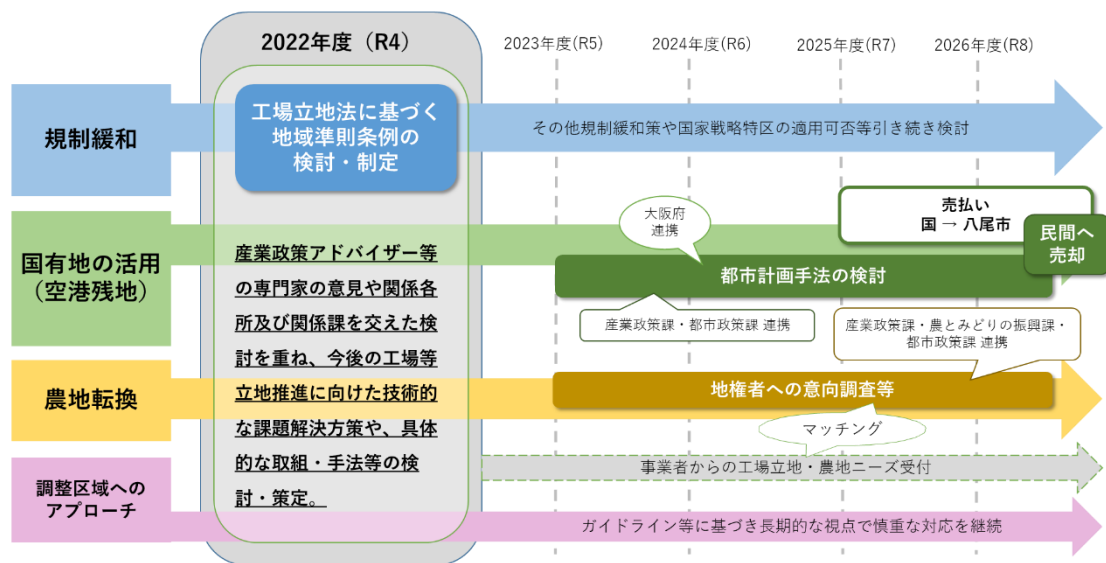 2022年度（R4）
2023年度(R5)
2024年度(R6)
2025年度(R7)
2026年度(R8)
規制緩和
工場立地法に基づく
地域準則条例の
検討・制定
その他規制緩和策や国家戦略特区の適用可否等引き続き検討
国有地の活用
（空港残地）
産業政策アドバイザー等
の専門家の意見や関係各
所及び関係課を交えた検
討を重ね、今後の工場等
立地推進に向けた技術的
な課題解決方策や、具体
的な取組・手法等の検
討・策定。
大阪府
連携
売払い
国 → 八尾市
民間へ
売却
都市計画手法の検討
産業政策課・都市政策課 連携
産業政策課・農とみどりの振興課・
都市政策課 連携
農地転換
地権者への意向調査等
マッチング
事業者からの工場立地・農地ニーズ受付
調整区域への
アプローチ
ガイドライン等に基づき長期的な視点で慎重な対応を継続